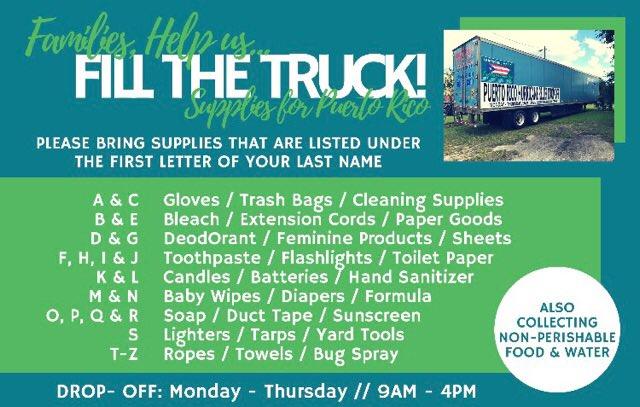 Families, Help us...
FILL THE TRUCK!
Supplies for Puerto Rico
PLEASE BRING SUPPLIES THAT ARE LISTED UNDER
THE FIRST LETTER OF YOUR LAST NAME
A & C Gloves / Trash Bags / Cleaning Supplies
B & E Bleach / Extension Cords / Paper Goods
D & G DeodOrant / Feminine Products / Sheets
F, H, I & J Toothpaste / Flashlights / Toilet Paper
K & L Candles / Batteries / Hand Sanitizer
M & N Baby Wipes / Diapers / Formula
O, P, Q & R Soap / Duct Tape / Sunscreen
S Lighters / Tarps / Yard Tools
T-Z Ropes / Towels / Bug Spray
ALSO
COLLECTING
NON-PERISHABLE
FOOD & WATER
DROP- OFF: Monday - Thursday // 9AM - 4PM
PUERTO RICO